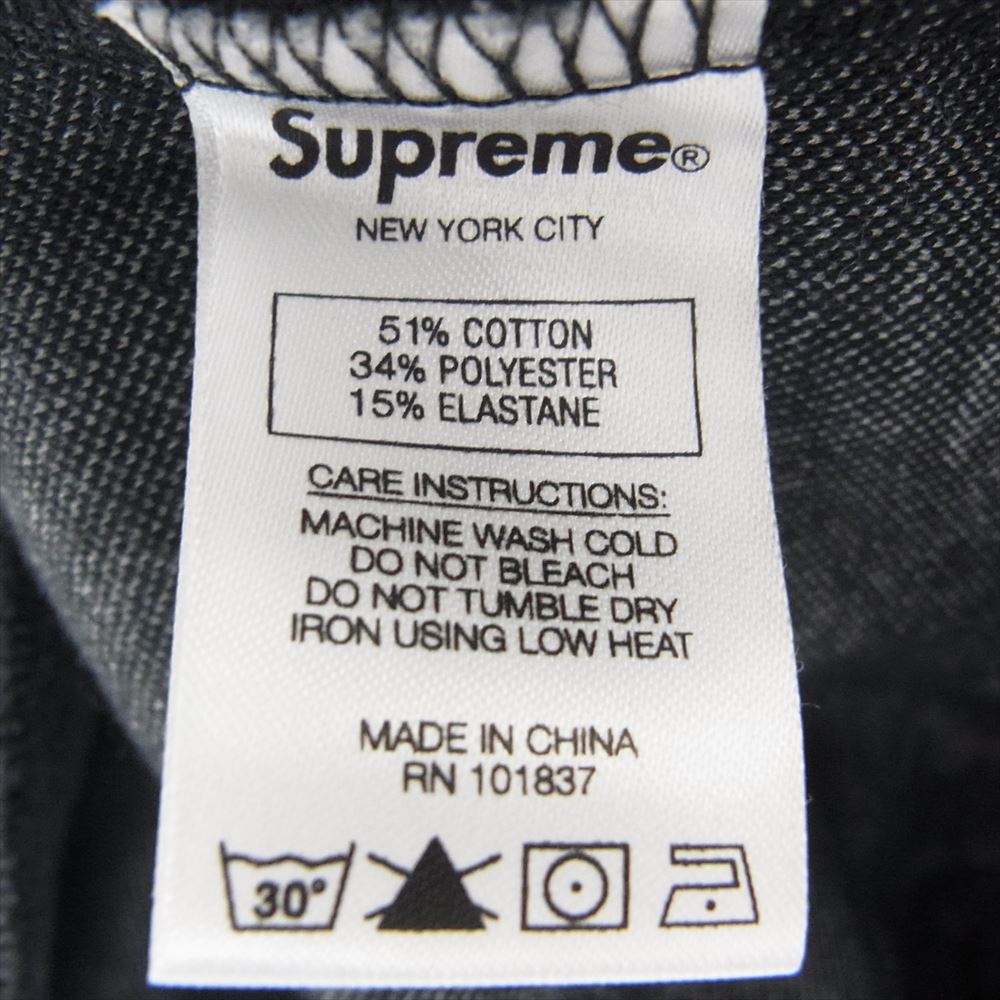 Supreme®
NEW YORK CITY
51% COTTON
34% POLYESTER
15% ELASTANE
CARE INSTRUCTIONS:
MACHINE WASH COLD
DO NOT BLEACH
DO NOT TUMBLE DRY
IRON USING LOW HEAT
MADE IN CHINA
RN 101837
30°